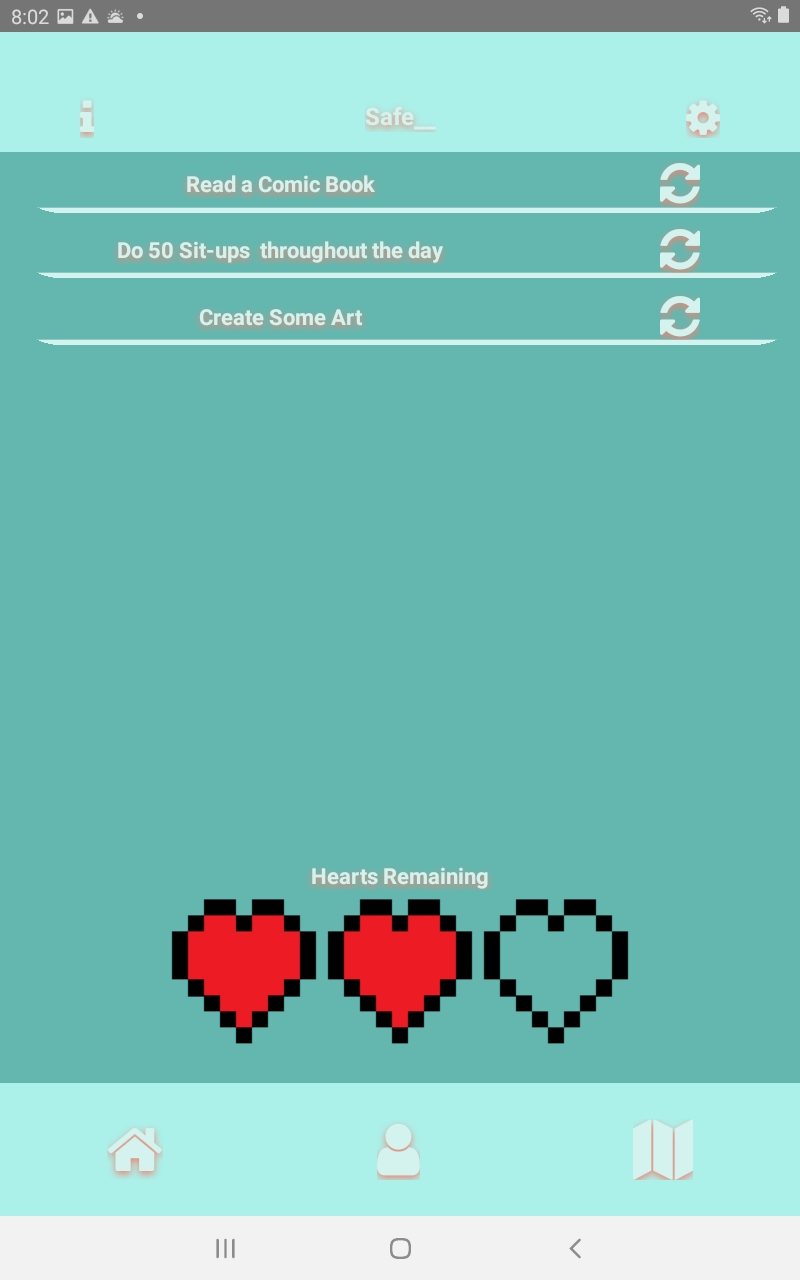 8:02
Safe__
Read a Comic Book
Do 50 Sit-ups  throughout the day
Create Some Art
Hearts Remaining